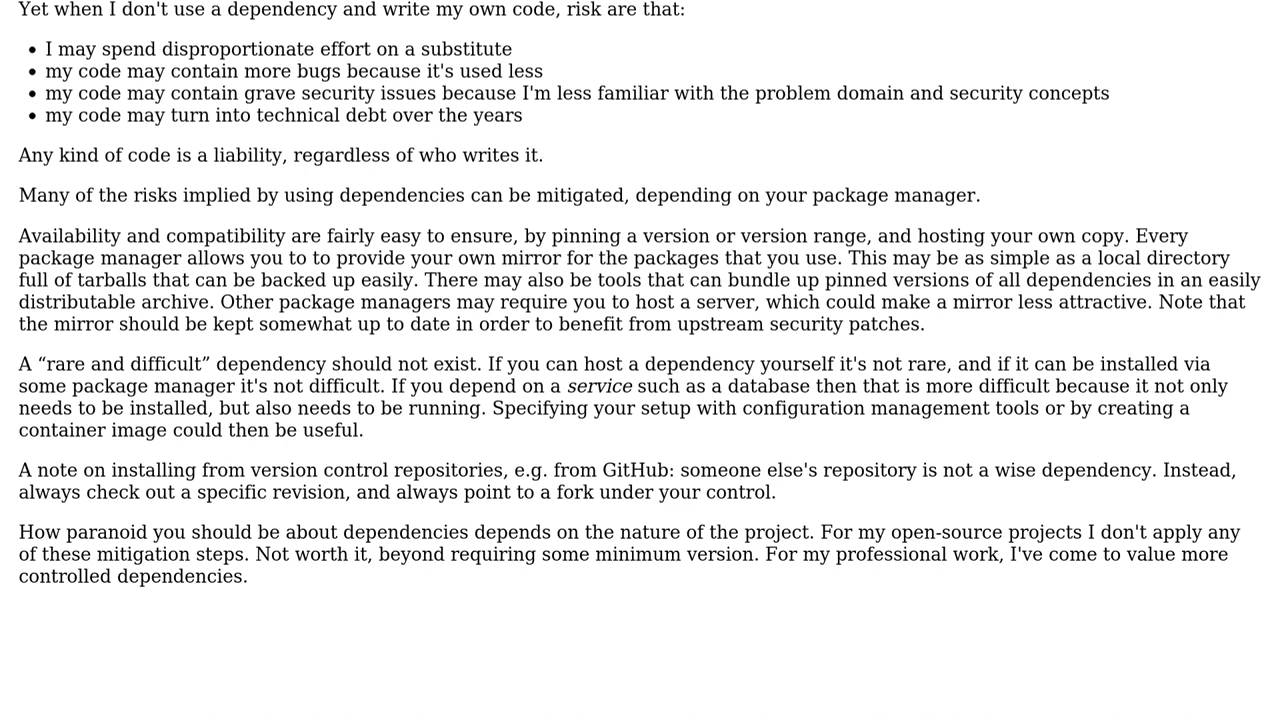 Yet when I don't use a dependency and write my own code, risk are that:
• I may spend disproportionate effort on a substitute
• my code may contain more bugs because it's used less
• my code may contain grave security issues because I'm less familiar with the problem domain and security concepts
• my code may turn into technical debt over the years
Any kind of code is a liability, regardless of who writes it.
Many of the risks implied by using dependencies can be mitigated, depending on your package manager.
Availability and compatibility are fairly easy to ensure, by pinning a version or version range, and hosting your own copy. Every
package manager allows you to to provide your own mirror for the packages that you use. This may be as simple as a local directory
full of tarballs that can be backed up easily. There may also be tools that can bundle up pinned versions of all dependencies in an easily
distributable archive. Other package managers may require you to host a server, which could make a mirror less attractive. Note that
the mirror should be kept somewhat up to date in order to benefit from upstream security patches.
A “rare and difficult” dependency should not exist. If you can host a dependency yourself it's not rare, and if it can be installed via
some package manager it's not difficult. If you depend on a service such as a database then that is more difficult because it not only
needs to be installed, but also needs to be running. Specifying your setup with configuration management tools or by creating a
container image could then be useful.
A note on installing from version control repositories, e.g. from GitHub: someone else's repository is not a wise dependency. Instead,
always check out a specific revision, and always point to a fork under your control.
How paranoid you should be about dependencies depends on the nature of the project. For my open-source projects I don't apply any
of these mitigation steps. Not worth it, beyond requiring some minimum version. For my professional work, I've come to value more
controlled dependencies.